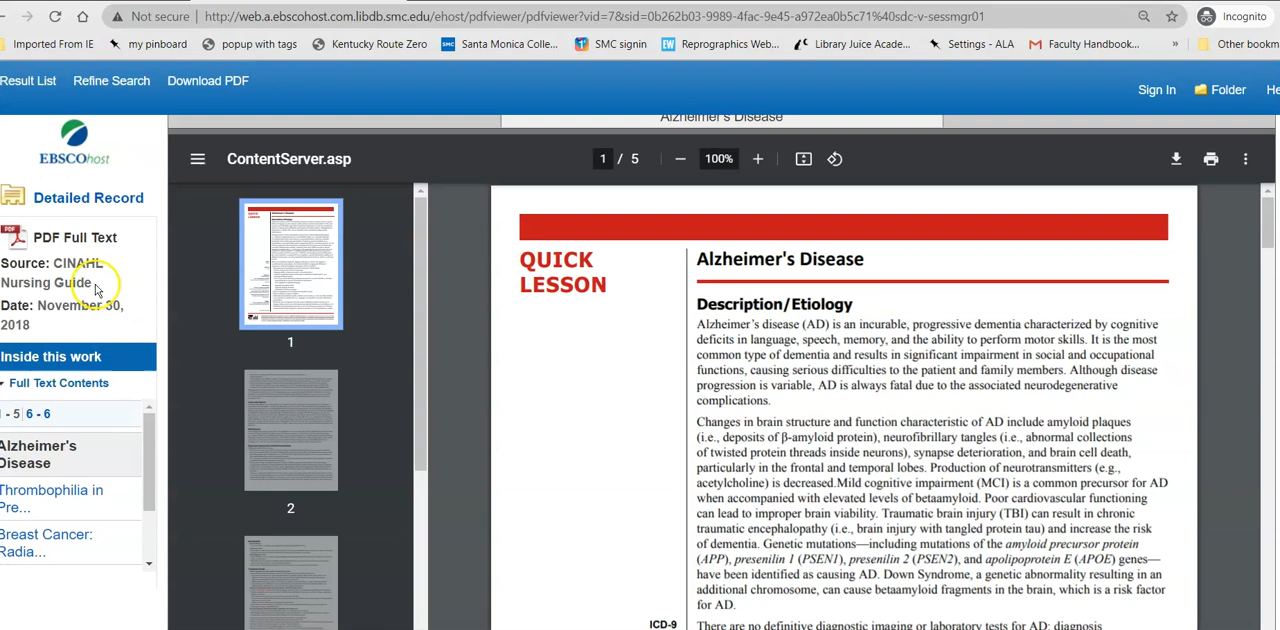 Not secure | http://web.a.ebscohost.com.libdb.smc.edu/ehost/pdfviewer/pdfviewer?vid=7&sid=0b262b03-9989-4fac-9e45-a972ea0b5c71%40sdc-v-sessmgr01
Incognito
Imported From IE
my pinboard
popup with tags
Kentucky Route Zero
SMC Santa Monica Colle...
SMC signin
EW Reprographics Web...
Library Juice Acade...
Settings - ALA
Faculty Handbook...
»
Other bookm
Result List Refine Search Download PDF
Sign In Folder He
Alzheimer's Disease
EBSCOhost
ContentServer.asp
1 / 5
100%
Detailed Record
PDF Full Text
Nursing Guide
Date: November 30,
2018
Inside this work
Full Text Contents
- 5 6 - 6
Alzheimer's
Disease
Thrombophilia in
Pre...
Breast Cancer:
Radia...
1
2
QUICK
LESSON
Alzheimer's Disease
Description/Etiology
Alzheimer's disease (AD) is an incurable, progressive dementia characterized by cognitive
deficits in language, speech, memory, and the ability to perform motor skills. It is the most
common type of dementia and results in significant impairment in social and occupational
functions, causing serious difficulties to the patient and family members. Although disease
progression is variable, AD is always fatal due to the associated neurodegenerative
complications.
Changes in brain structure and function characteristic of AD include amyloid plaques
(i.e., deposits of β-amyloid protein), neurofibrillary tangles (i.e., abnormal collections
of twisted protein threads inside neurons), synapse deterioration, and brain cell death,
particularly in the frontal and temporal lobes. Production of neurotransmitters (e.g.,
acetylcholine) is decreased.Mild cognitive impairment (MCI) is a common precursor for AD
when accompanied with elevated levels of betaamyloid. Poor cardiovascular functioning
can lead to improper brain viability. Traumatic brain injury (TBI) can result in chronic
traumatic encephalopathy (i.e., brain injury with tangled protein tau) and increase the risk
of dementia. Genetic mutations—including mutations of the amyloid precursor protein
(APP), presenilin 1 (PSEN1), presenilin 2 (PSEN2), and apolipoprotein E (APOE) genes—
have been identified as causing AD. Down Syndrome, a genetic abnormality resulting in an
additional chromosome, can cause betaamyloid fragments in the brain, which is a risk factor
for AD.
ICD-9
There are no definitive diagnostic imaging or laboratory tests for AD; diagnosis